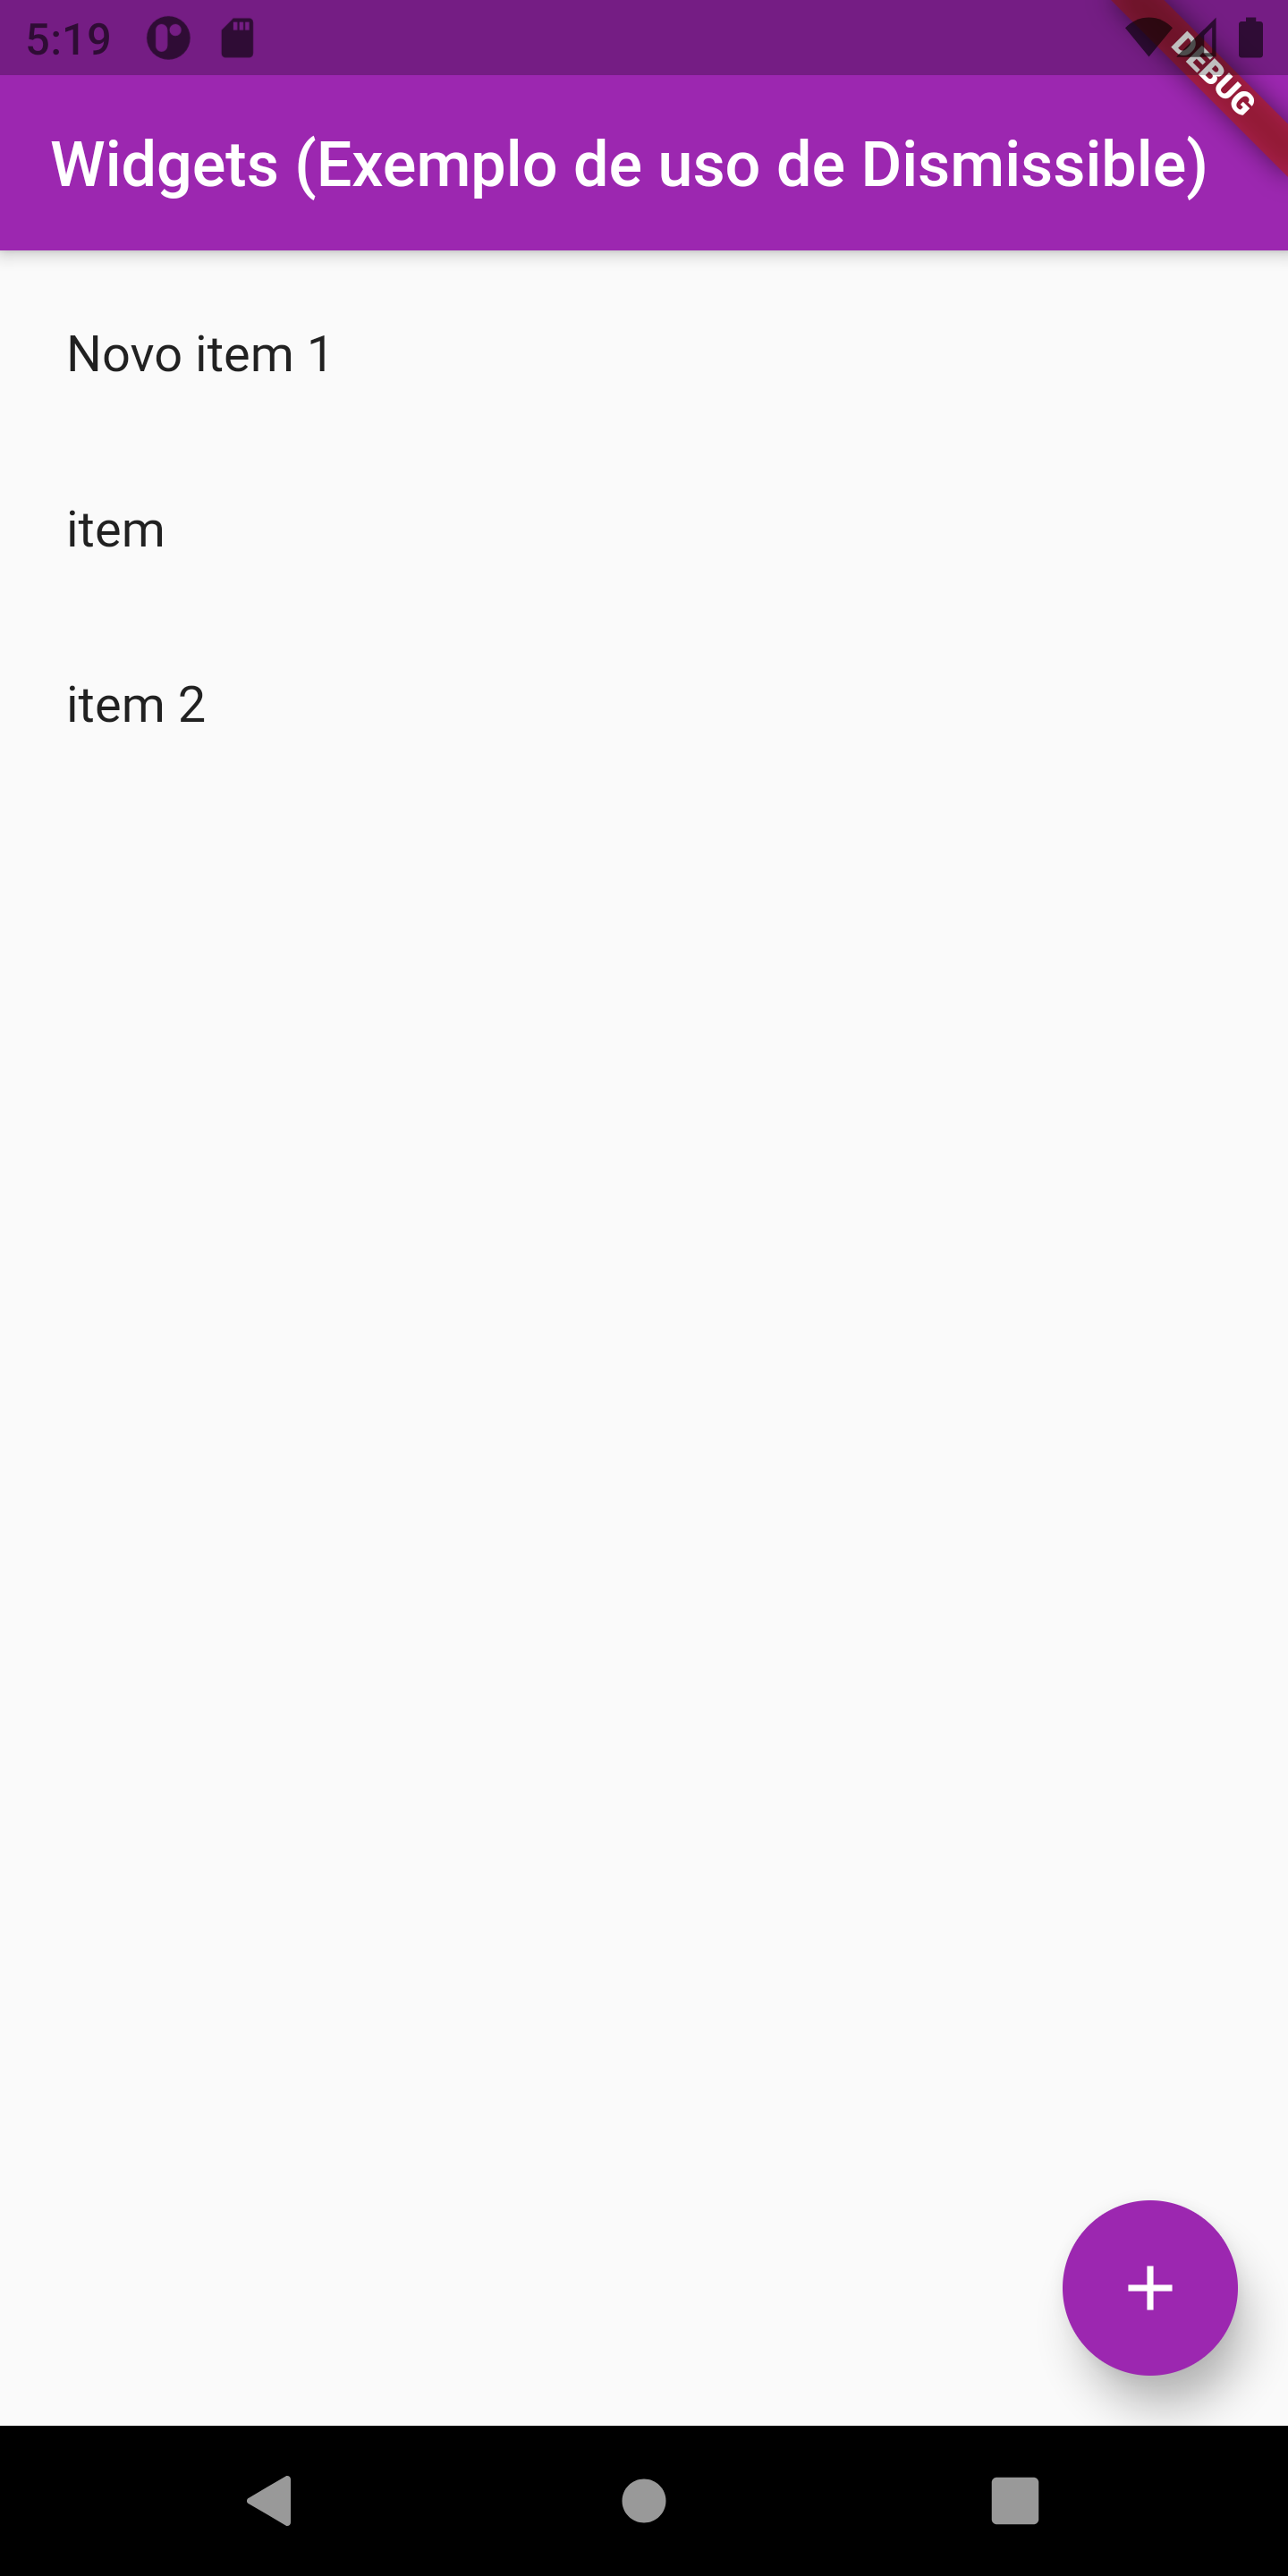 5:19
DEBUG
Widgets (Exemplo de uso de Dismissible)
Novo item 1
item
item 2